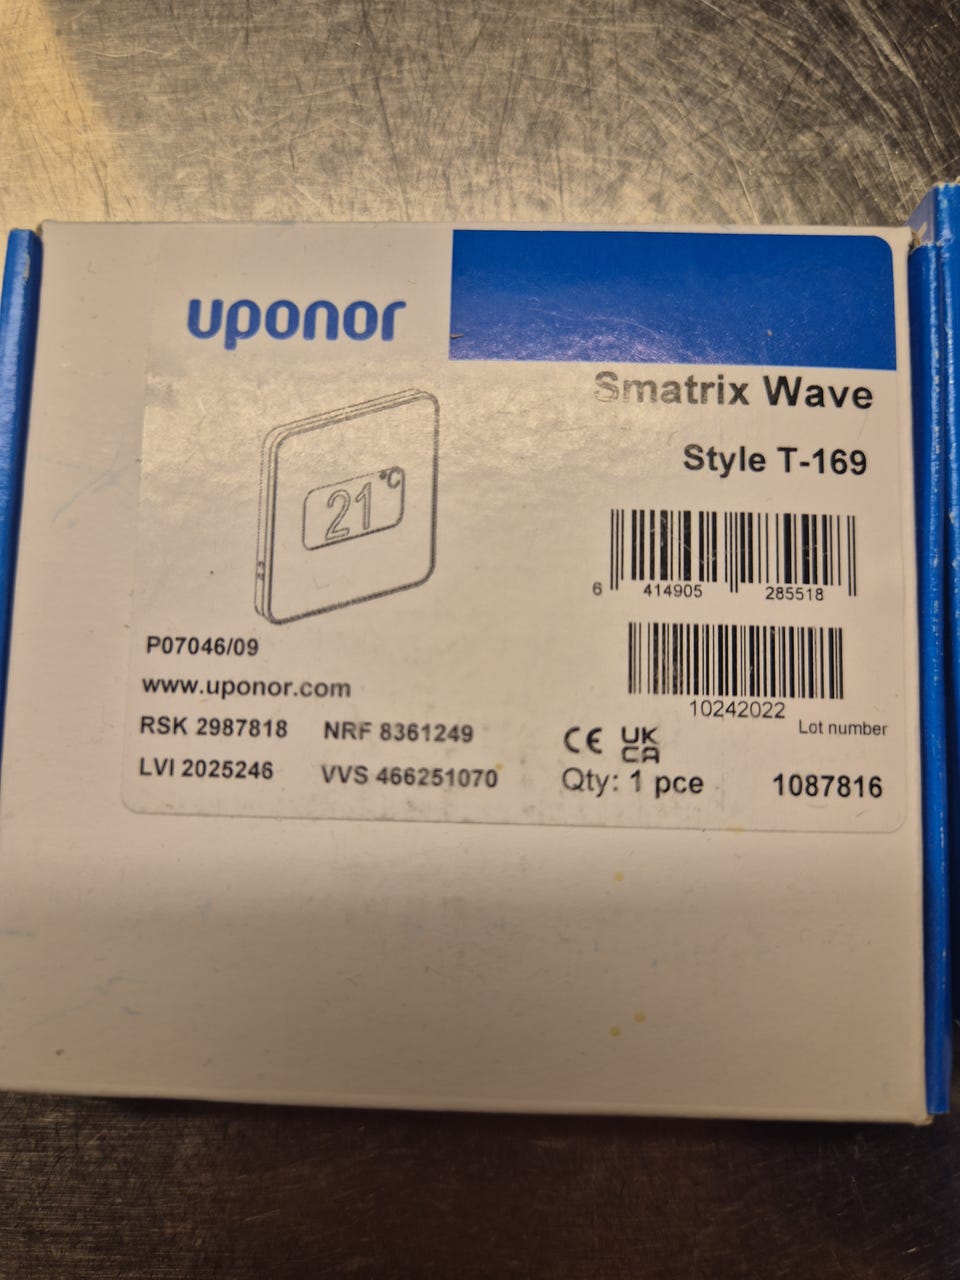 uponor
Smatrix Wave
Style T-169
21°C
6 414905 285518
P07046/09
www.uponor.com
10242022
Lot number
RSK 2987818 NRF 8361249
CE UK CA
LVI 2025246 VVS 466251070
Qty: 1 pce 1087816